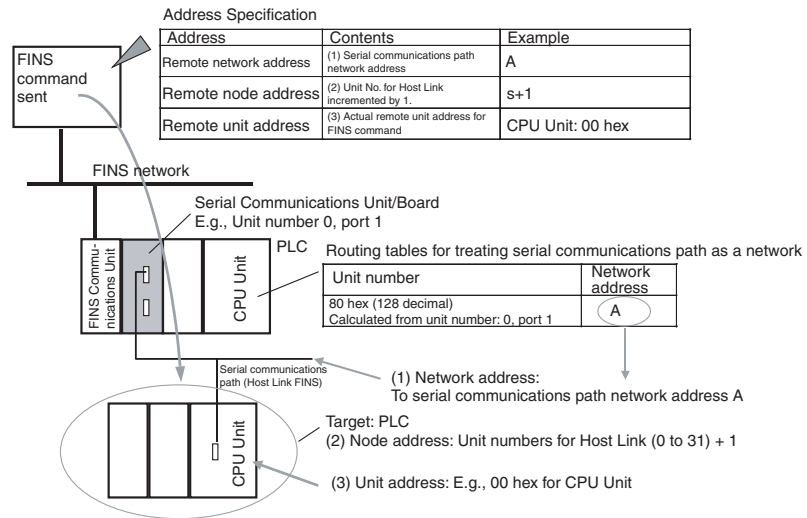 Address Specification
Address Contents Example
Remote network address (1) Serial communications path network address A
Remote node address (2) Unit No. for Host Link incremented by 1. s+1
Remote unit address (3) Actual remote unit address for FINS command CPU Unit: 00 hex
FINS
command
sent
FINS network
Serial Communications Unit/Board
E.g., Unit number 0, port 1
FINS Commu-
nications Unit
CPU Unit
PLC
Routing tables for treating serial communications path as a network
Unit number Network address
80 hex (128 decimal)
Calculated from unit number: 0, port 1
A
Serial communications
path (Host Link FINS)
(1) Network address:
To serial communications path network address A
Target: PLC
(2) Node address: Unit numbers for Host Link (0 to 31) + 1
CPU Unit
(3) Unit address: E.g., 00 hex for CPU Unit